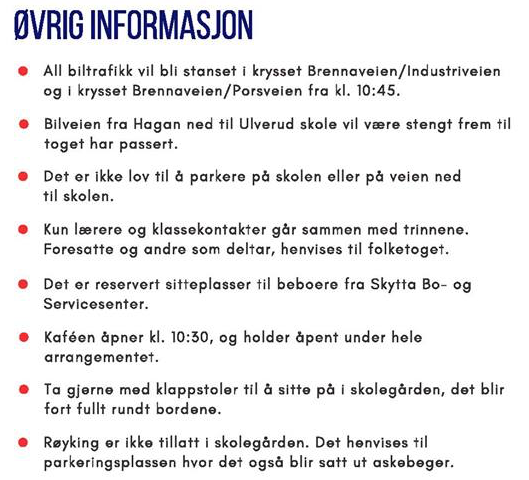 ØVRIG INFORMASJON
All biltrafikk vil bli stanset i krysset Brennaveien/Industriveien
og i krysset Brennaveien/Porsveien fra kl. 10:45.
Bilveien fra Hagan ned til Ulverud skole vil være stengt frem til
toget har passert.
Det er ikke lov til å parkere på skolen eller på veien ned
til skolen.
Kun lærere og klassekontakter går sammen med trinnene.
Foresatte og andre som deltar, henvises til folketoget.
Det er reservert sitteplasser til beboere fra Skytta Bo- og
Servicesenter.
Kaféen åpner kl. 10:30, og holder åpent under hele
arrangementet.
Ta gjerne med klappstoler til å sitte på i skolegården, det blir
fort fullt rundt bordene.
Røyking er ikke tillatt i skolegården. Det henvises til
parkeringsplassen hvor det også blir satt ut askebeger.